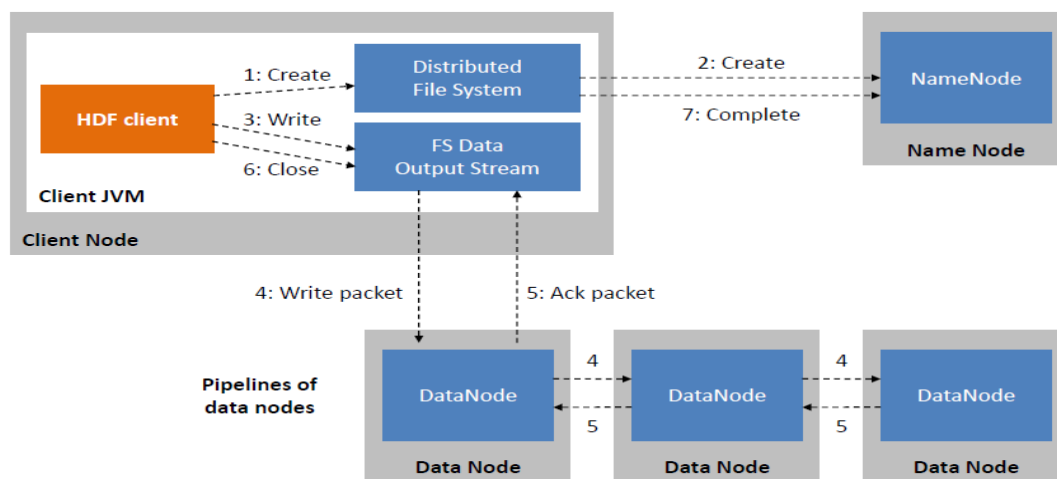 1: Create
Distributed
File System
2: Create
NameNode
HDF client
3: Write
7: Complete
FS Data
Output Stream
6: Close
Name Node
Client JVM
Client Node
4: Write packet
5: Ack packet
Pipelines of
data nodes
DataNode
4
DataNode
4
DataNode
5
5
Data Node
Data Node
Data Node